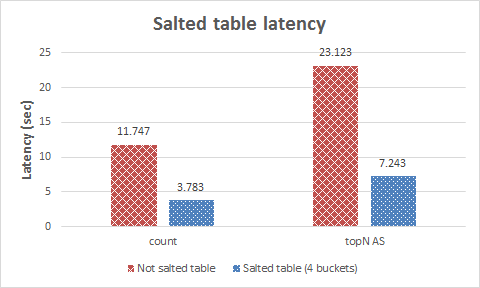 Salted table latency
Latency (sec)
25
20
15
10
5
0
11.747
3.783
23.123
7.243
count
topN AS
Not salted table
Salted table (4 buckets)